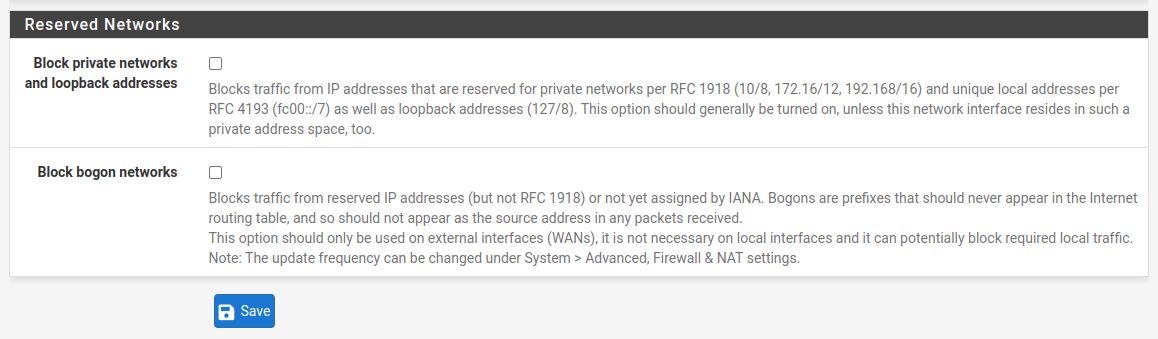 Reserved Networks
Block private networks
and loopback addresses
Blocks traffic from IP addresses that are reserved for private networks per RFC 1918 (10/8, 172.16/12, 192.168/16) and unique local addresses per
RFC 4193 (fc00::/7) as well as loopback addresses (127/8). This option should generally be turned on, unless this network interface resides in such a
private address space, too.
Block bogon networks
Blocks traffic from reserved IP addresses (but not RFC 1918) or not yet assigned by IANA. Bogons are prefixes that should never appear in the Internet
routing table, and so should not appear as the source address in any packets received.
This option should only be used on external interfaces (WANs), it is not necessary on local interfaces and it can potentially block required local traffic.
Note: The update frequency can be changed under System > Advanced, Firewall & NAT settings.
Save